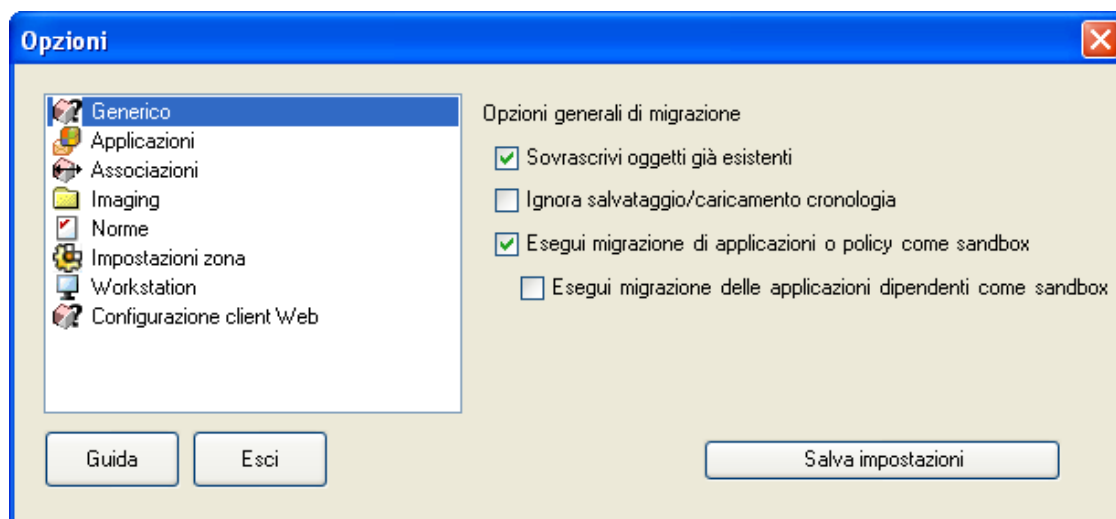 Opzioni
Generico
Applicazioni
Associazioni
Imaging
Norme
Impostazioni zona
Workstation
Configurazione client Web
Opzioni generali di migrazione
Sovrascrivi oggetti già esistenti
Ignora salvataggio/caricamento cronologia
Esegui migrazione di applicazioni o policy come sandbox
Esegui migrazione delle applicazioni dipendenti come sandbox
Guida
Esci
Salva impostazioni